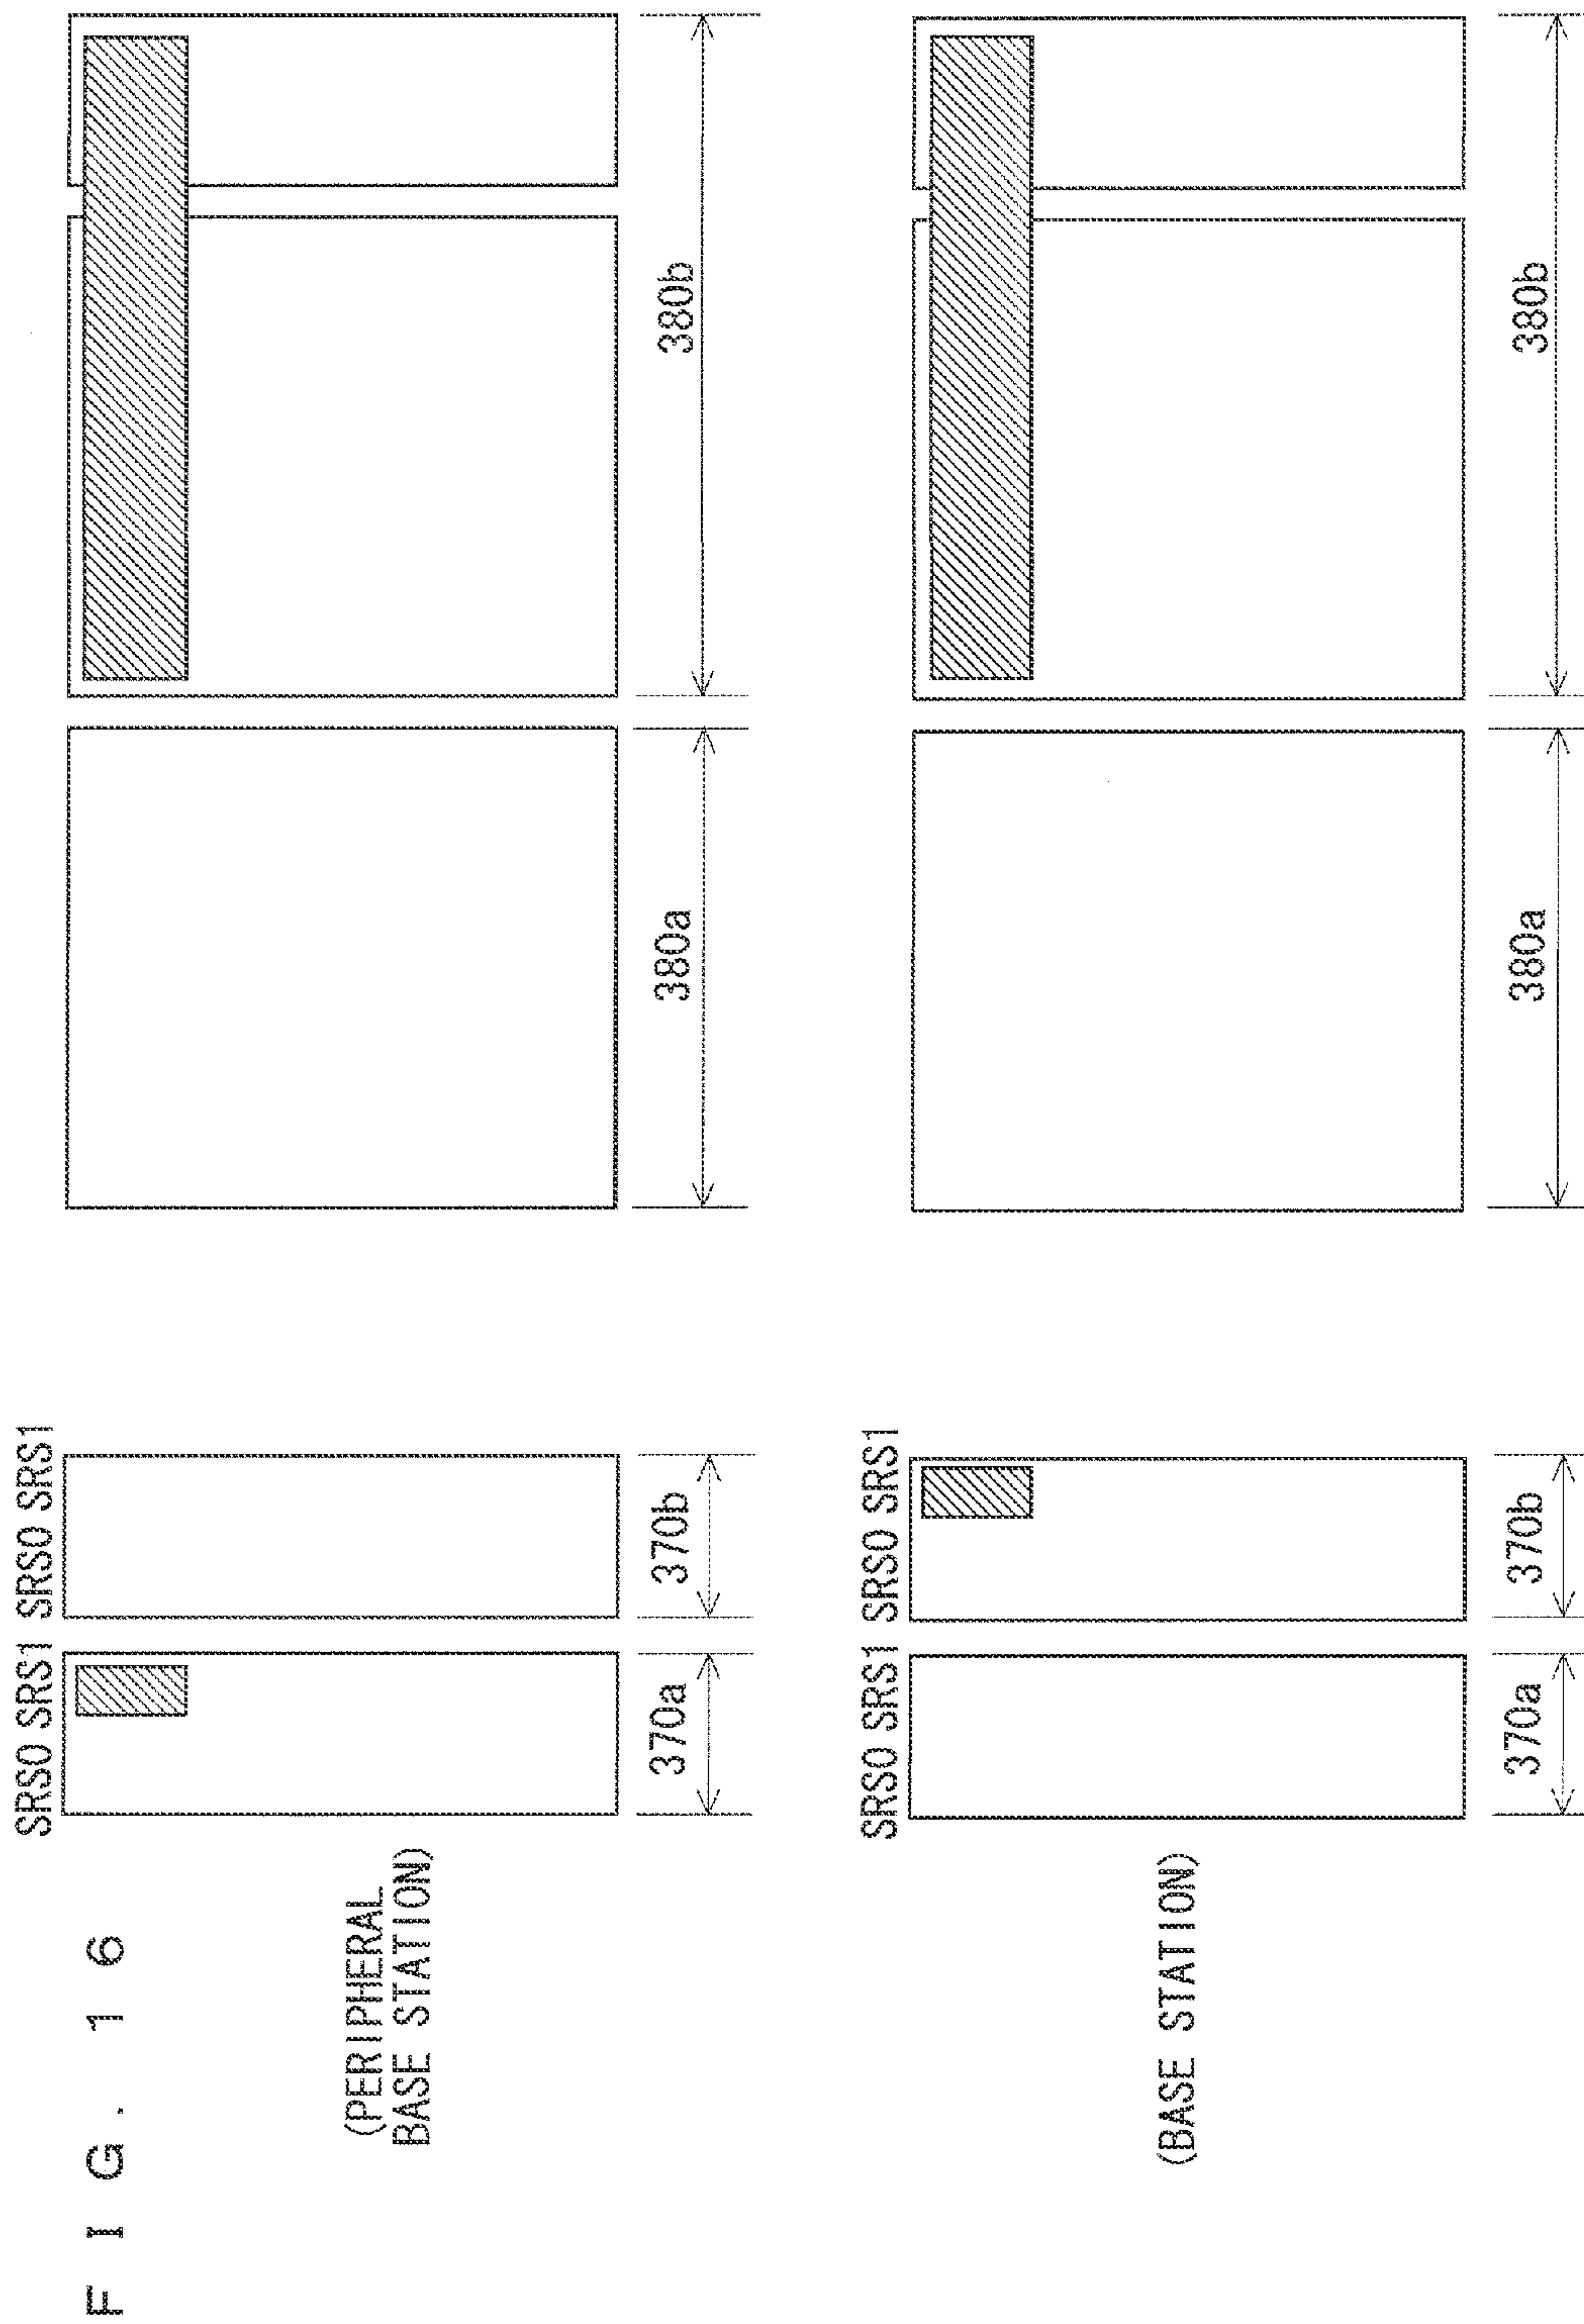 FIG. 16
SRS0 SRS1 SRS0 SRS1
(PERIPHERAL
BASE STATION)
370a
370b
380a
380b
SRS0 SRS1 SRS0 SRS1
(BASE STATION)
370a
370b
380a
380b